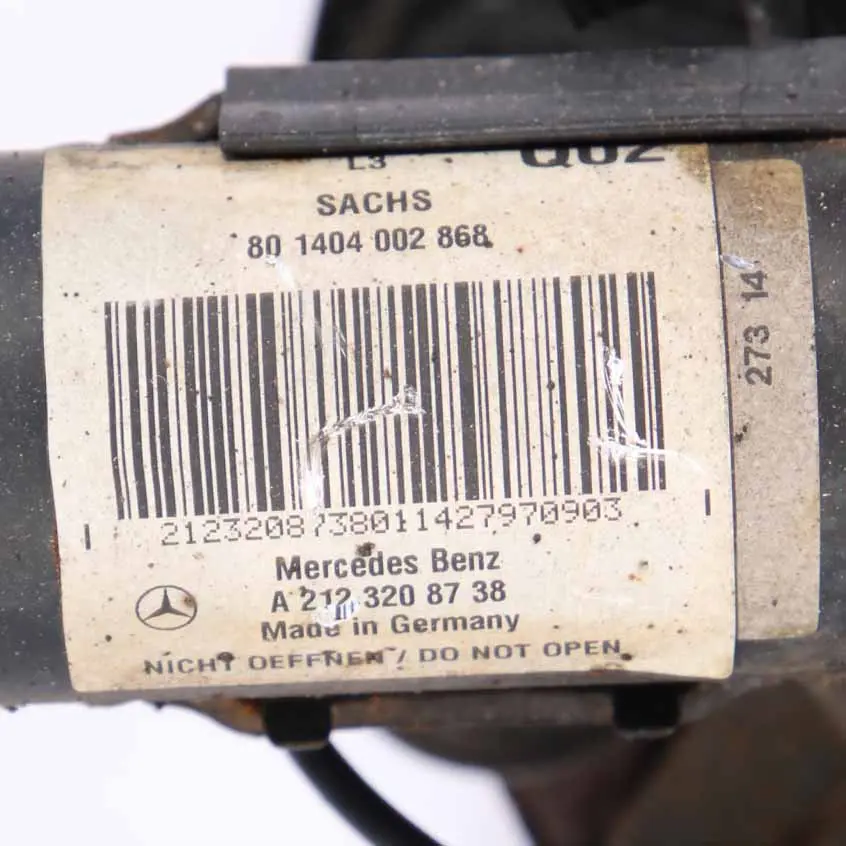 L3 Q02
SACHS
80 1404 002 868
2123208738011427970903
Mercedes Benz
A 212 320 87 38
Made in Germany
NICHT OEFFNEN / DO NOT OPEN
273 14